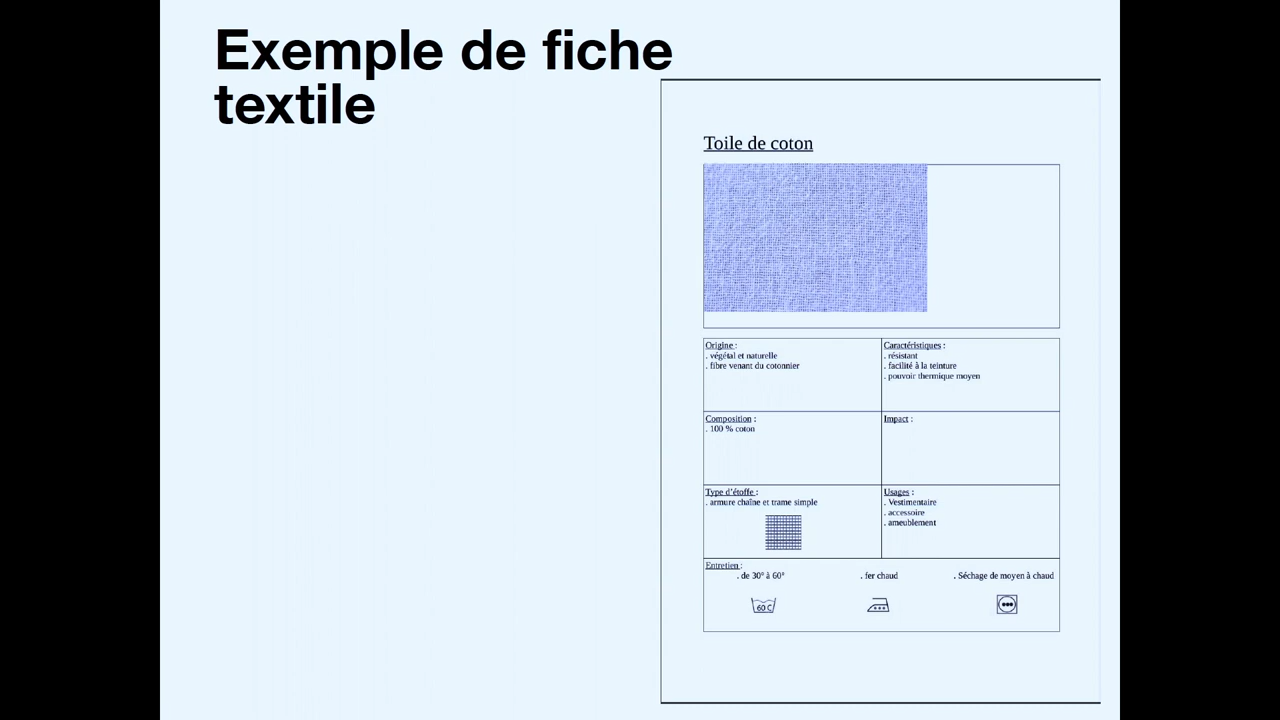 Exemple de fiche
textile
Toile de coton
Origine :
. végétal et naturelle
. fibre venant du cotonnier
Caractéristiques :
. résistant
. facilité à la teinture
. pouvoir thermique moyen
Composition :
. 100 % coton
Impact :
Type d'étoffe :
. armure chaîne et trame simple
Usages :
. Vestimentaire
. accessoire
. ameublement
Entretien :
. de 30° à 60° . fer chaud . Séchage de moyen à chaud
60 C